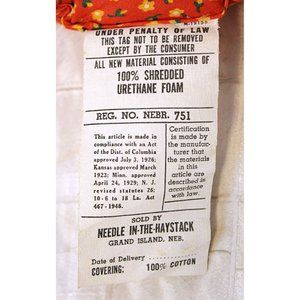 UNDER PENALTY OF LAW
THIS TAG NOT TO BE REMOVED
EXCEPT BY THE CONSUMER
ALL NEW MATERIAL CONSISTING OF
100% SHREDDED
URETHANE FOAM
REG. NO. NEBR. 751
This article is made in
compliance with an Act
of the Dist. of Columbia
approved July 3, 1926;
Kansas approved March
1923; Minn. approved
April 24, 1929; N. J.
revised statutes 26:
10-6 to 18 La. Act
467-1948.
Certification
is made by
the manufac-
turer that
the materials
in this
article are
described in
accordance
with law.
SOLD BY
NEEDLE IN-THE-HAYSTACK
GRAND ISLAND, NEB.
Date of Delivery
COVERING: 100% COTTON